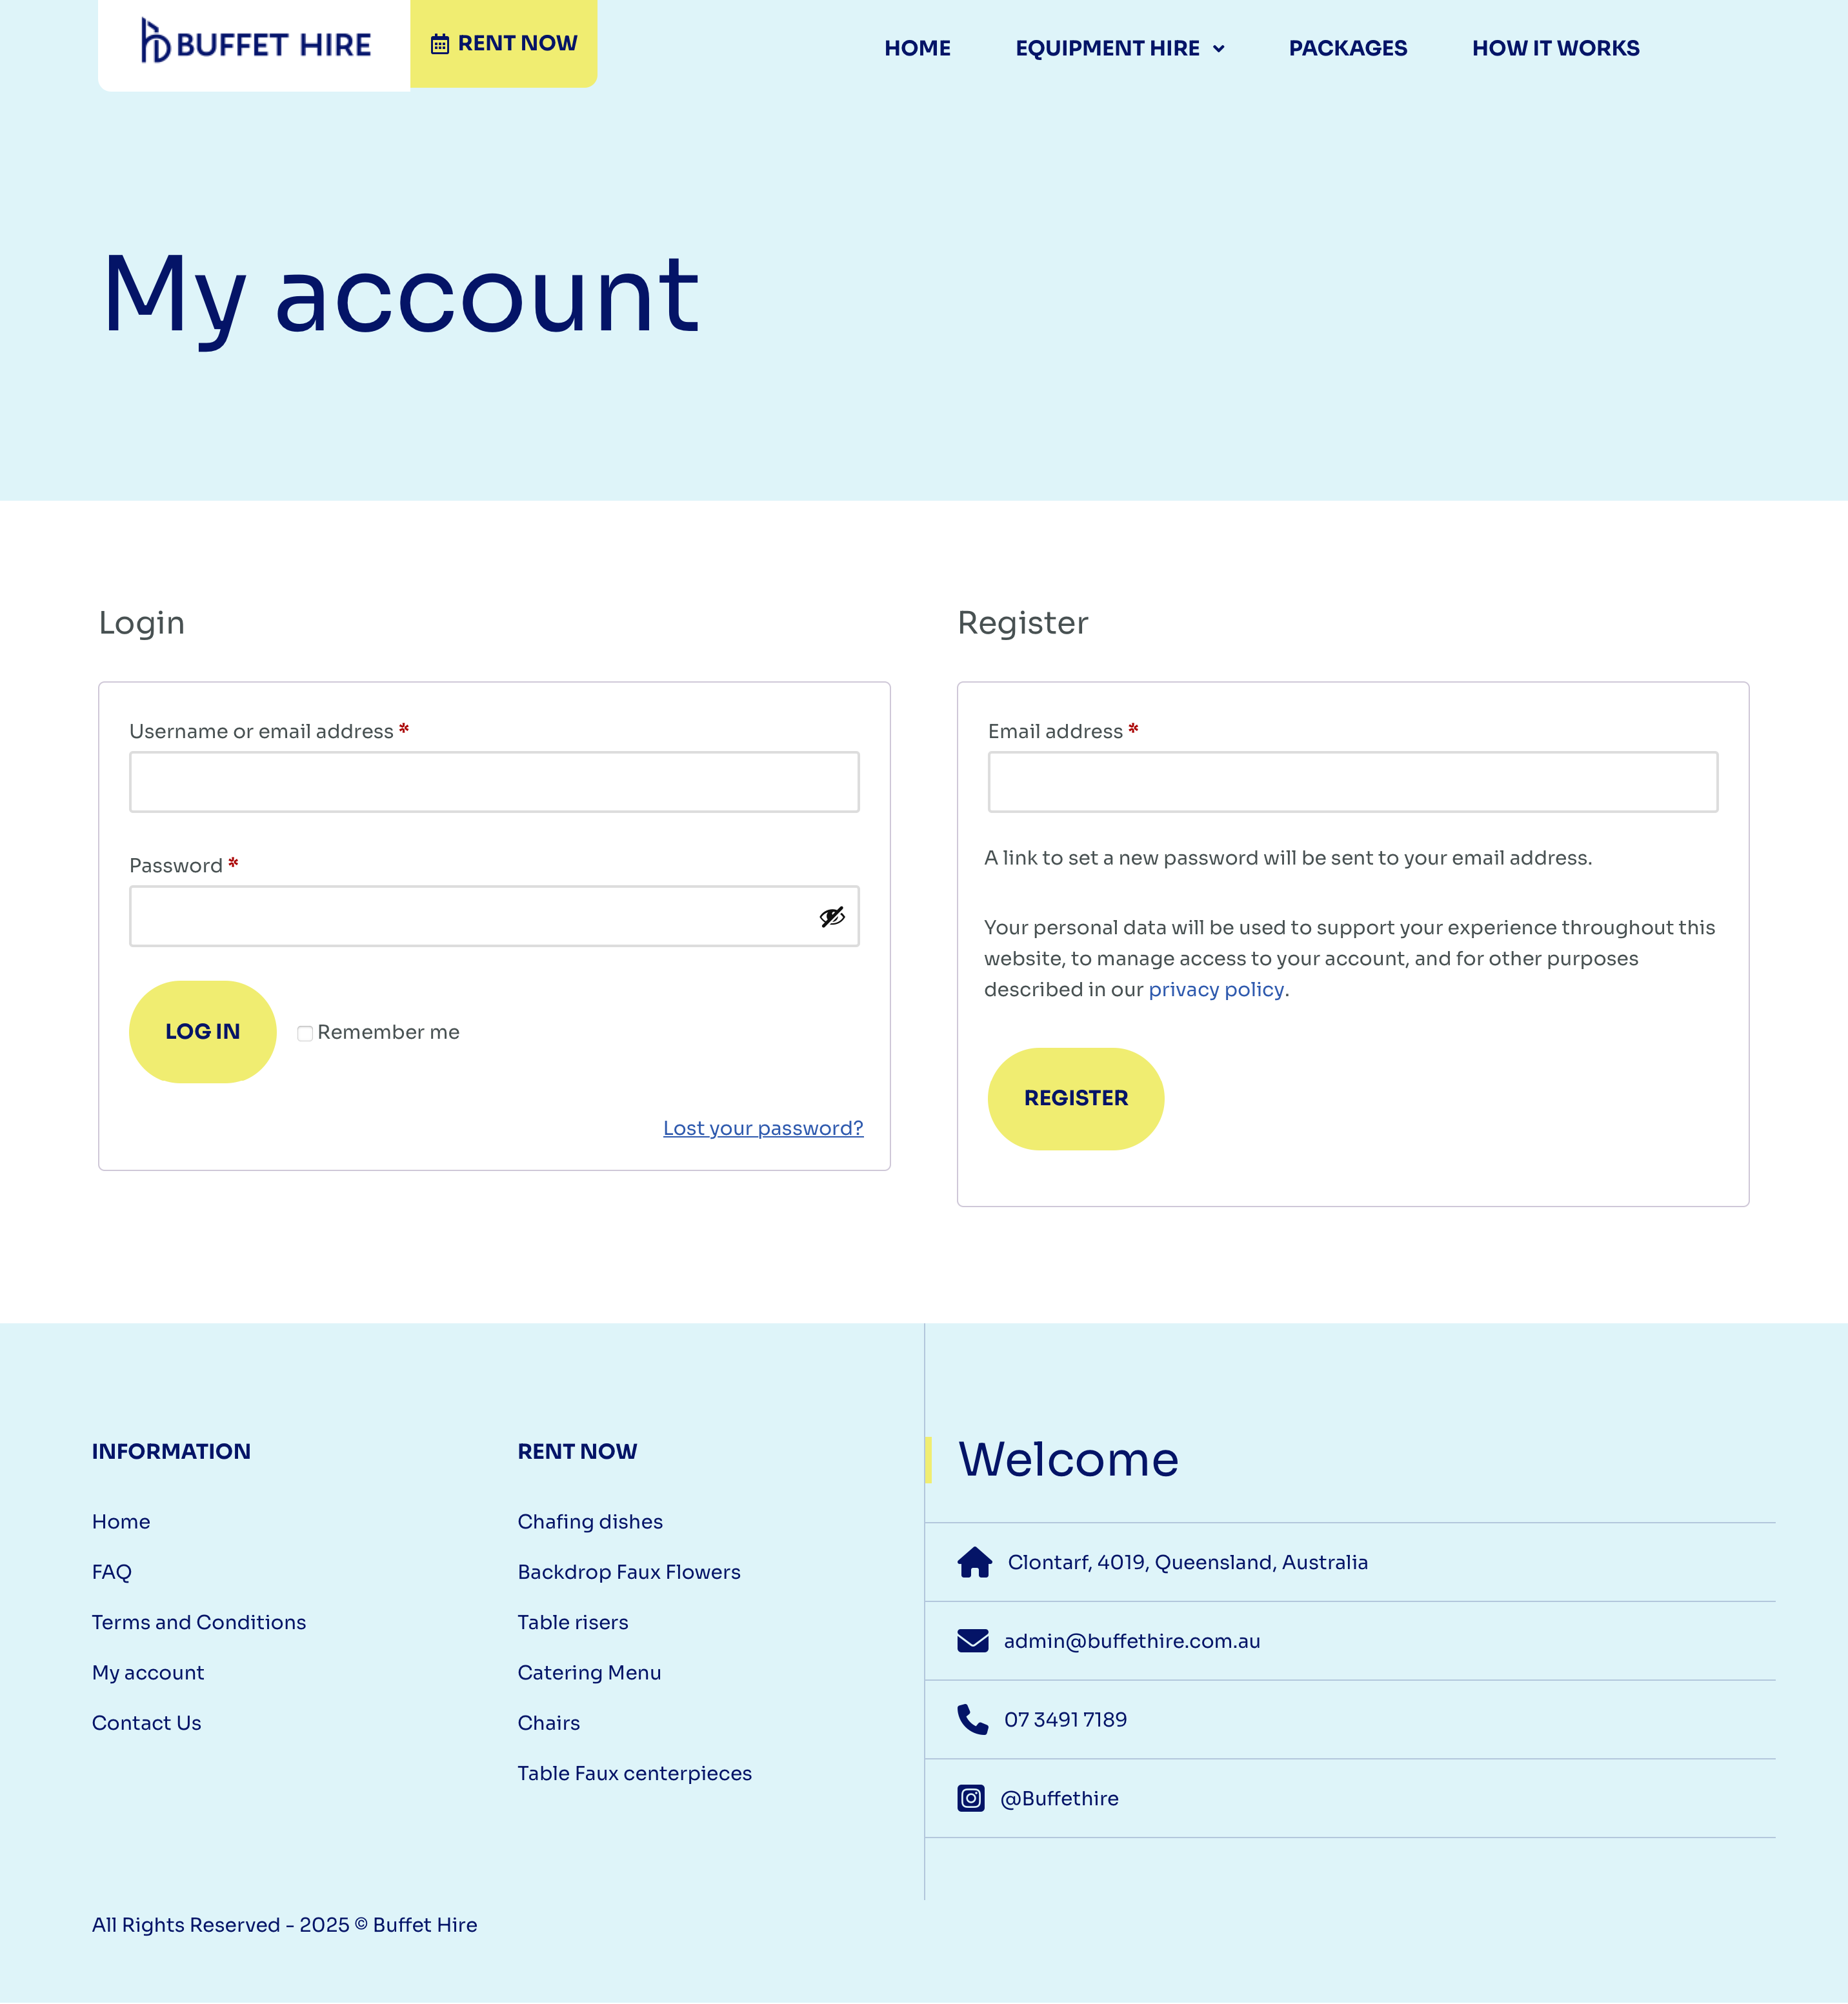 BUFFET HIRE
RENT NOW
HOME
EQUIPMENT HIRE
PACKAGES
HOW IT WORKS
My account
Login
Username or email address *
Password *
LOG IN
Remember me
Lost your password?
Register
Email address *
A link to set a new password will be sent to your email address.
Your personal data will be used to support your experience throughout this
website, to manage access to your account, and for other purposes
described in our privacy policy.
REGISTER
INFORMATION
Home
FAQ
Terms and Conditions
My account
Contact Us
RENT NOW
Chafing dishes
Backdrop Faux Flowers
Table risers
Catering Menu
Chairs
Table Faux centerpieces
Welcome
Clontarf, 4019, Queensland, Australia
admin@buffethire.com.au
07 3491 7189
@Buffethire
All Rights Reserved - 2025 © Buffet Hire